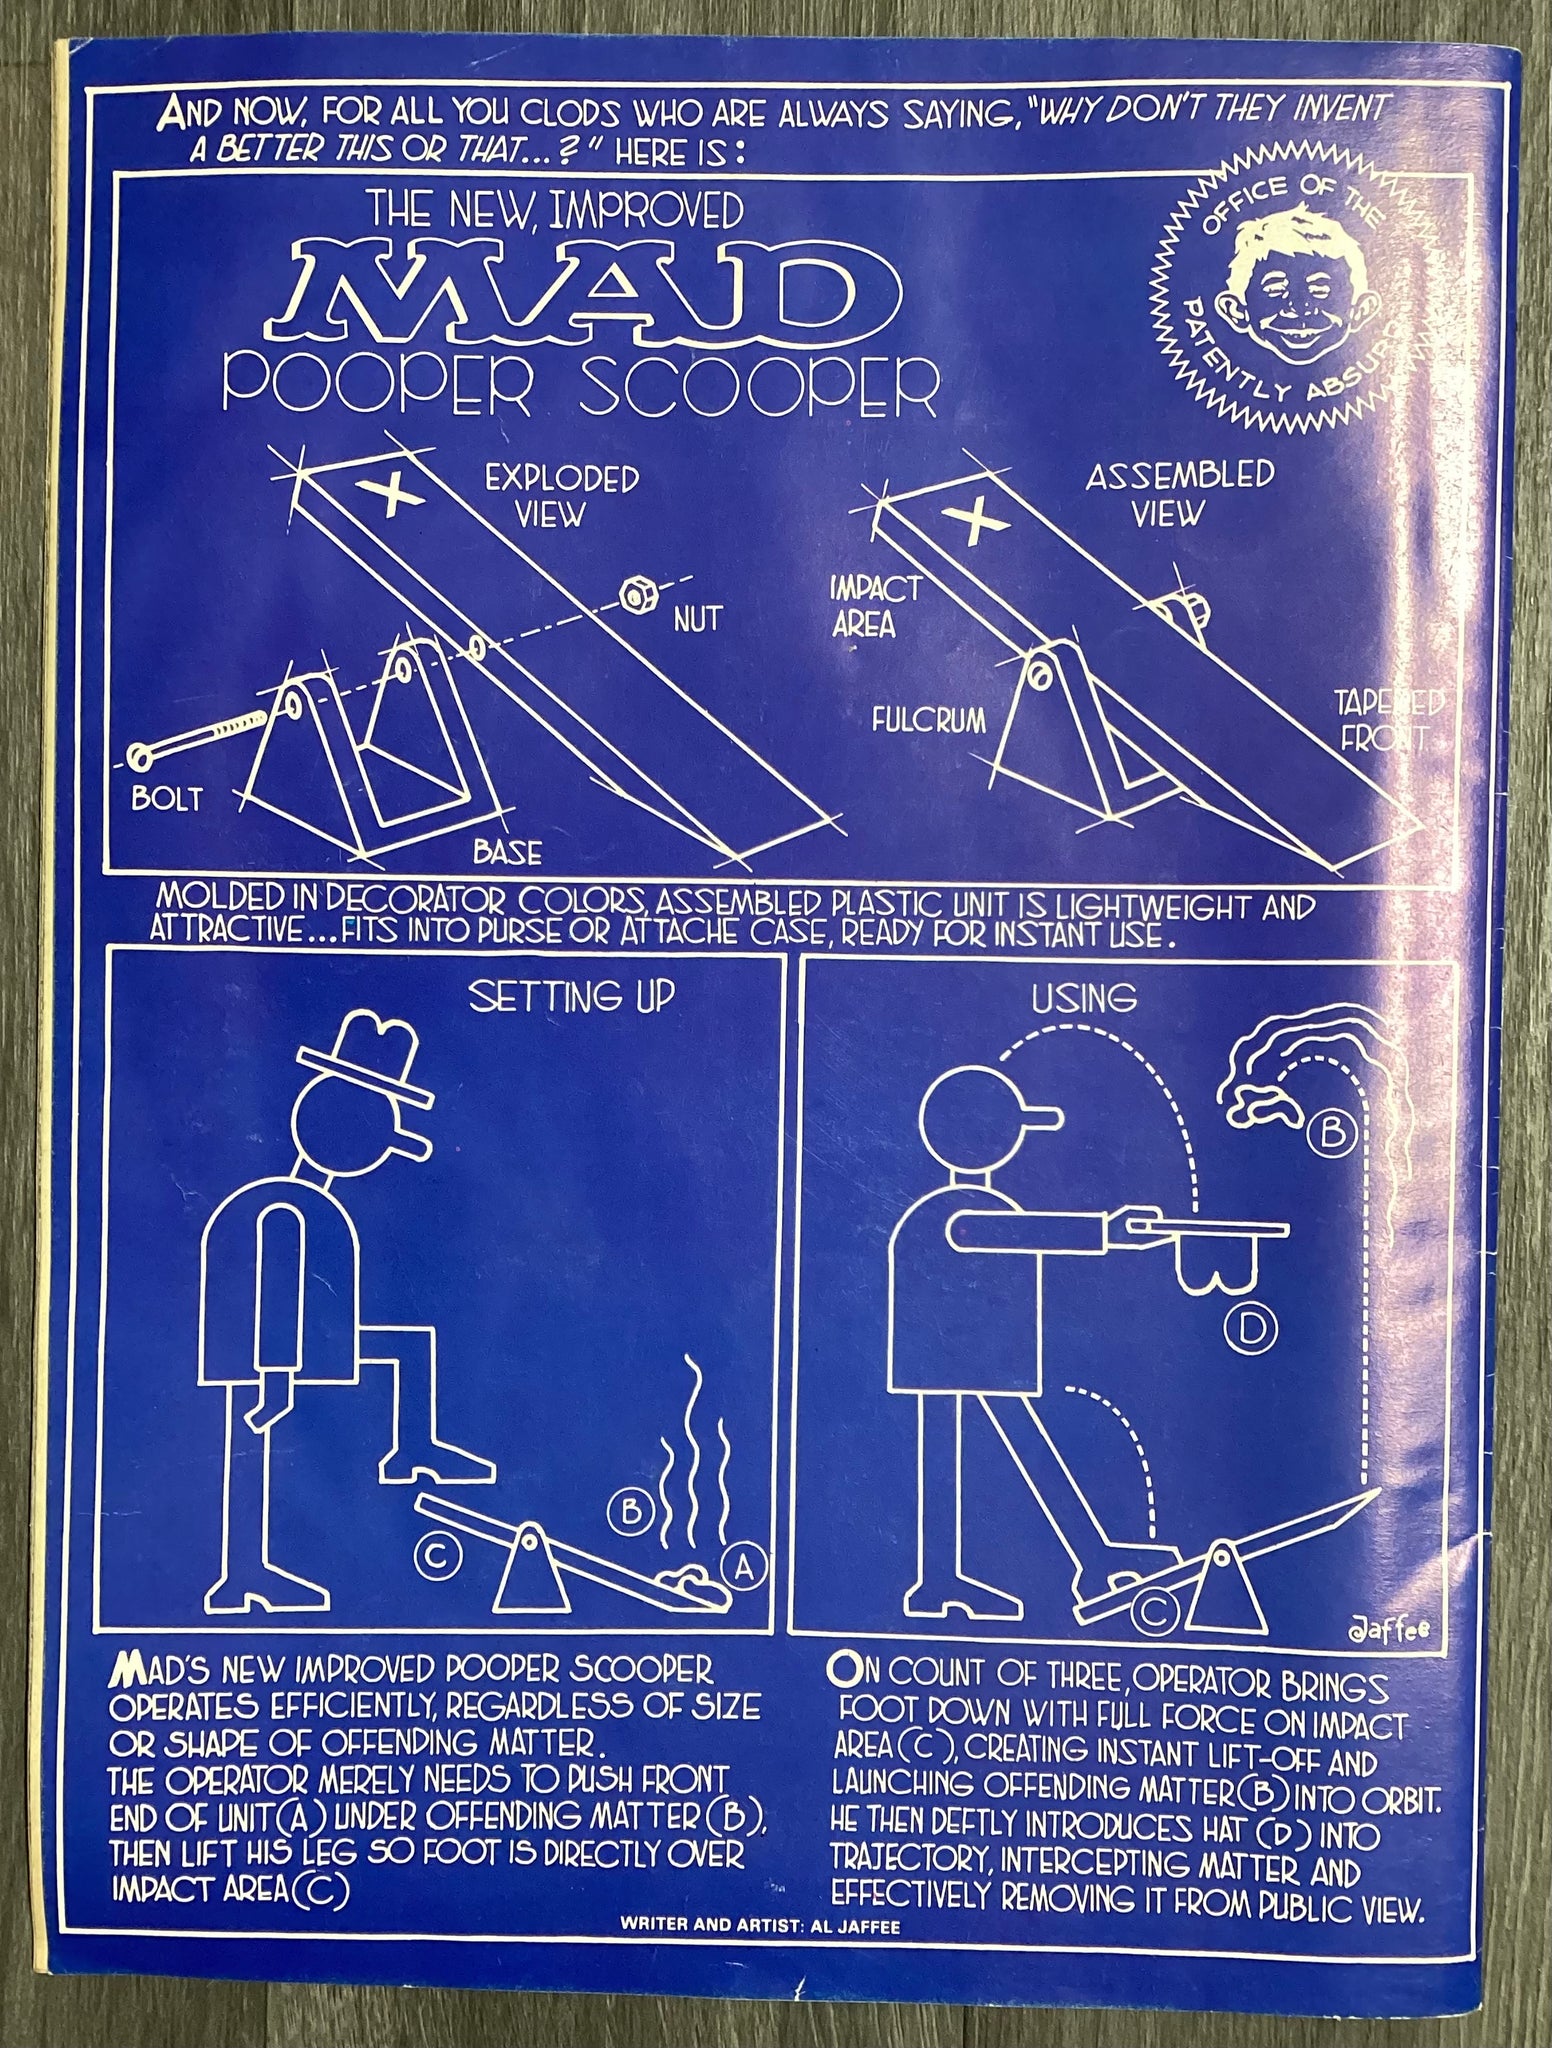 AND NOW, FOR ALL YOU CLODS WHO ARE ALWAYS SAYING, "WHY DON'T THEY INVENT
A BETTER THIS OR THAT...?" HERE IS:
OFFICE OF THE
PATENTLY ABSURD
THE NEW, IMPROVED
MAD
POOPER SCOOPER
EXPLODED
VIEW
NUT
BOLT
BASE
ASSEMBLED
VIEW
IMPACT
AREA
FULCRUM
TAPERED
FRONT
MOLDED IN DECORATOR COLORS, ASSEMBLED PLASTIC UNIT IS LIGHTWEIGHT AND
ATTRACTIVE...FITS INTO PURSE OR ATTACHE CASE, READY FOR INSTANT USE.
SETTING UP
B
C
A
USING
B
D
C
Jaffee
MAD'S NEW IMPROVED POOPER SCOOPER
OPERATES EFFICIENTLY, REGARDLESS OF SIZE
OR SHAPE OF OFFENDING MATTER.
THE OPERATOR MERELY NEEDS TO PUSH FRONT
END OF UNIT (A) UNDER OFFENDING MATTER (B),
THEN LIFT HIS LEG SO FOOT IS DIRECTLY OVER
IMPACT AREA (C)
ON COUNT OF THREE, OPERATOR BRINGS
FOOT DOWN WITH FULL FORCE ON IMPACT
AREA (C), CREATING INSTANT LIFT-OFF AND
LAUNCHING OFFENDING MATTER (B) INTO ORBIT.
HE THEN DEFTLY INTRODUCES HAT (D) INTO
TRAJECTORY, INTERCEPTING MATTER AND
EFFECTIVELY REMOVING IT FROM PUBLIC VIEW.
WRITER AND ARTIST: AL JAFFEE